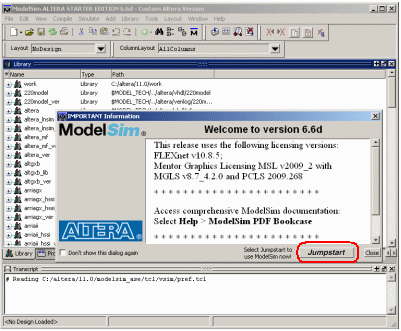 ModelSim ALTERA STARTER EDITION 6.6d - Custom Altera Version
File Edit View Compile Simulate Add Library Tools Layout Window Help
Layout NoDesign ColumnLayout AllColumns
Library
Name Type Path
work Library C:/altera/11.0/work
220model Library $MODEL_TECH/../altera/vhdl/220model
220model_ver Library $MODEL_TECH/../altera/verilog/220m...
altera
altera_hsim
altera_lnsim
altera_mf
altera_mf_v
altera_ver
altgxb
altgxb_lib
altgxb_ver
arriagx
arriagx_hssi
arriagx_hssi
arriagx_ver
arriaii
arriaii_hssi
IMPORTANT Information
ModelSim®
Welcome to version 6.6d
This release uses the following licensing versions:
FLEXnet v10.8.5;
Mentor Graphics Licensing MSL v2009_2 with
MGLS v8.7_4.2.0 and PCLS 2009.268
* * * * * * * * * * * * * * * * * * * * * * *
Access comprehensive ModelSim documentation:
Select Help > ModelSim PDF Bookcase
* * * * * * * * * * * * * * * * * * * * * * *
ALTERA®
Don't show this dialog again
Select Jumpstart to
use ModelSim now!
Jumpstart
Close
Library
Transcript
# Reading C:/altera/11.0/modelsim_ase/tcl/vsim/pref.tcl
<No Design Loaded>